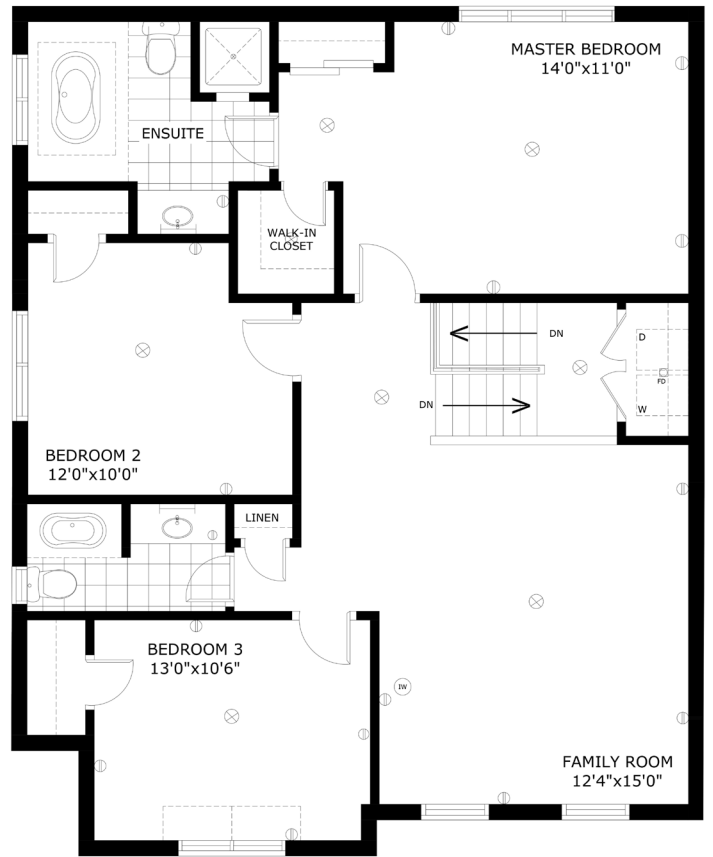 MASTER BEDROOM
14'0"x11'0"
ENSUITE
WALK-IN
CLOSET
DN
D
FD
DN
W
BEDROOM 2
12'0"x10'0"
LINEN
BEDROOM 3
13'0"x10'6"
IW
FAMILY ROOM
12'4"x15'0"